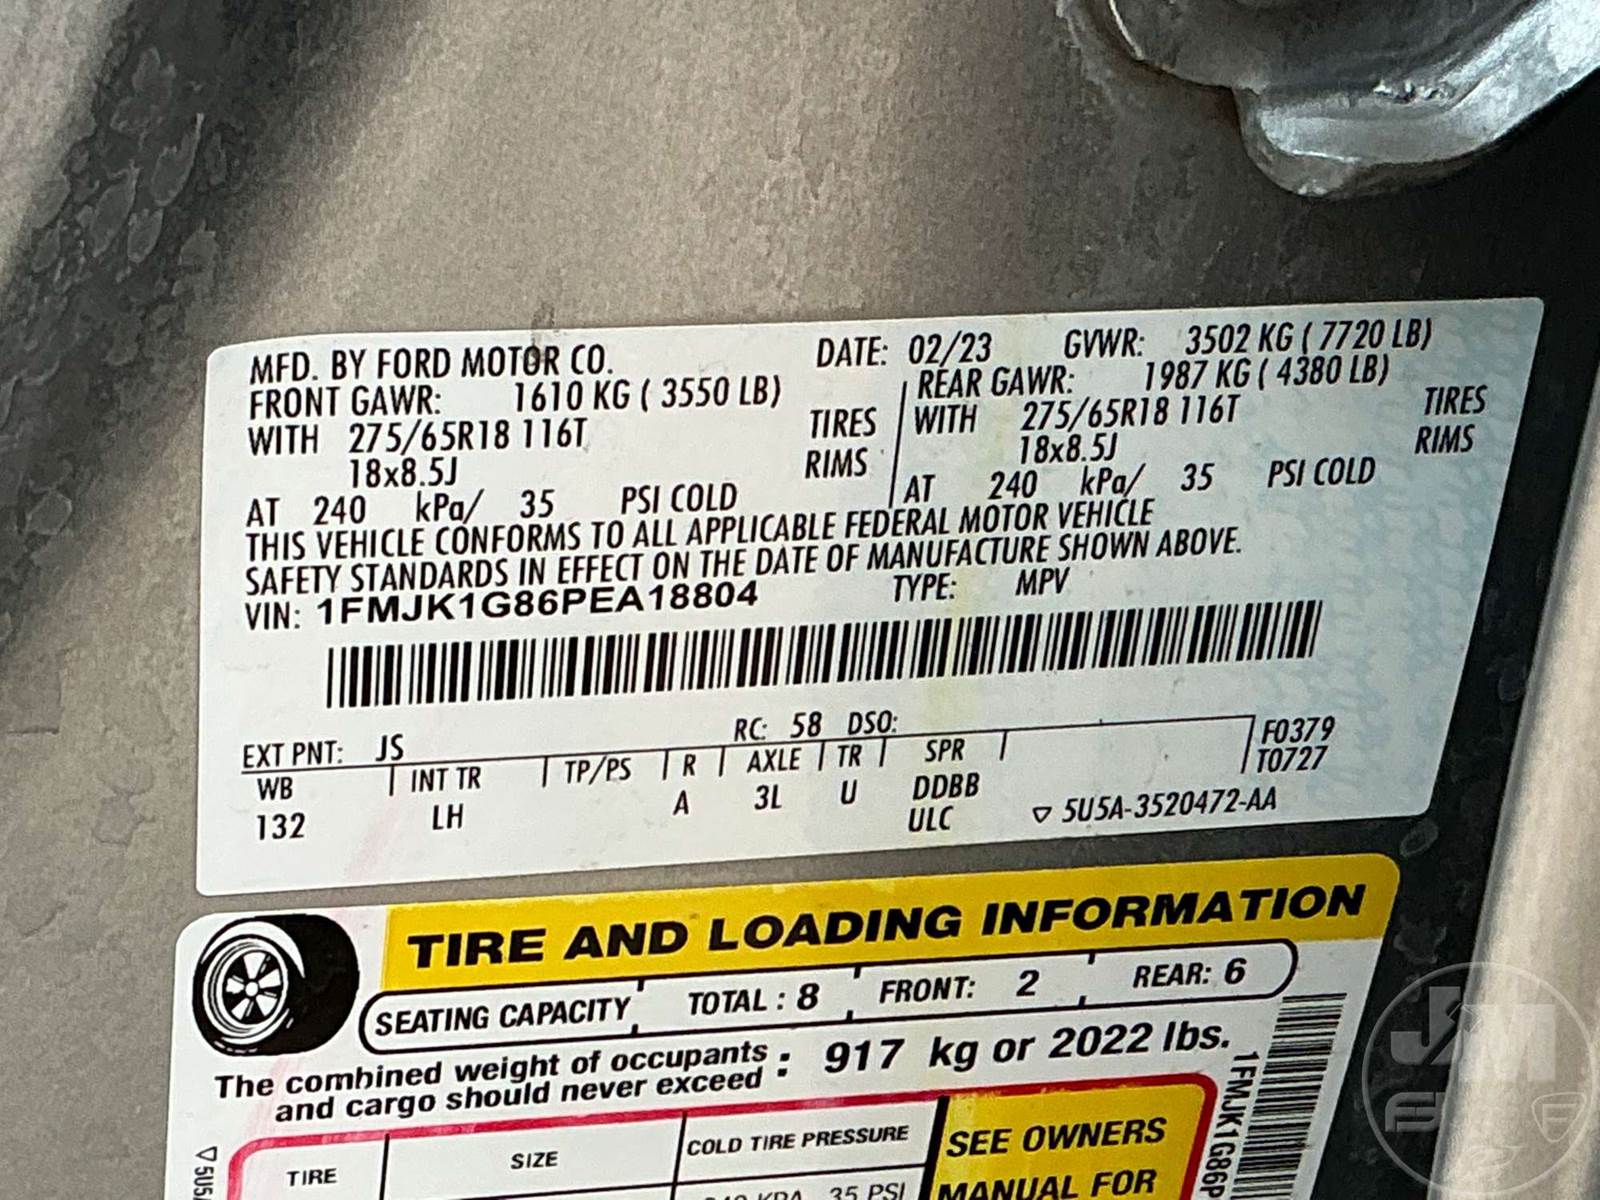 MFD. BY FORD MOTOR CO. DATE: 02/23 GVWR: 3502 KG ( 7720 LB)
FRONT GAWR: 1610 KG ( 3550 LB) REAR GAWR: 1987 KG ( 4380 LB)
WITH 275/65R18 116T TIRES WITH 275/65R18 116T TIRES
18x8.5J RIMS 18x8.5J RIMS
AT 240 kPa/ 35 PSI COLD AT 240 kPa/ 35 PSI COLD
THIS VEHICLE CONFORMS TO ALL APPLICABLE FEDERAL MOTOR VEHICLE
SAFETY STANDARDS IN EFFECT ON THE DATE OF MANUFACTURE SHOWN ABOVE.
VIN: 1FMJK1G86PEA18804 TYPE: MPV
EXT PNT: JS RC: 58 DSO: F0379
WB INT TR TP/PS R AXLE TR SPR T0727
132 LH A 3L U DDBB
ULC ▽ 5U5A-3520472-AA
TIRE AND LOADING INFORMATION
SEATING CAPACITY TOTAL : 8 FRONT: 2 REAR: 6
The combined weight of occupants
and cargo should never exceed : 917 kg or 2022 lbs.
TIRE SIZE COLD TIRE PRESSURE SEE OWNERS
35 PSI MANUAL FOR
1FMJK1G86P
▽5U5
J&M